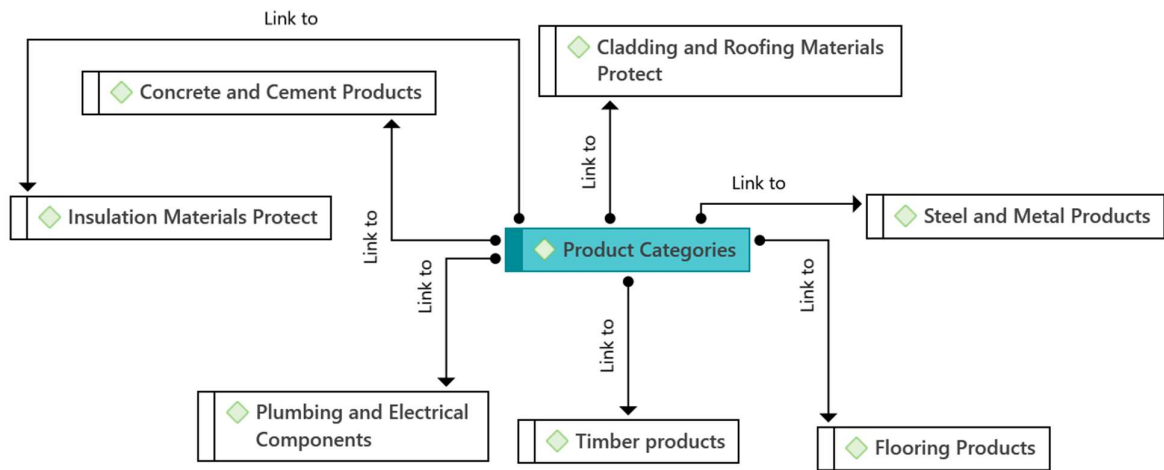 Link to
Cladding and Roofing Materials
Protect
Concrete and Cement Products
Link to
Link to
Insulation Materials Protect
Link to
Steel and Metal Products
Product Categories
Link to
Link to
Link to
Plumbing and Electrical
Components
Timber products
Flooring Products